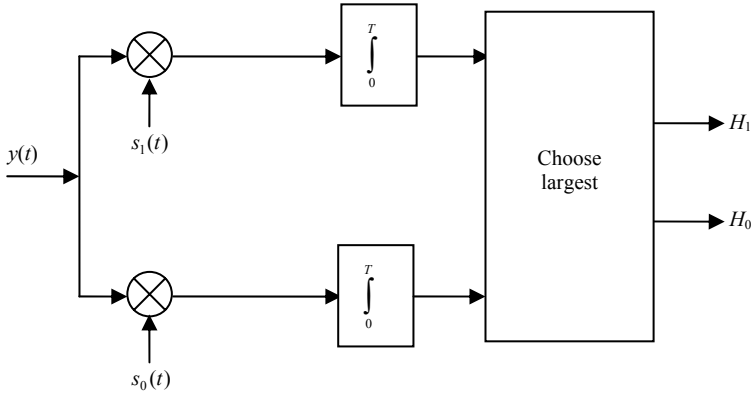 T
∫
0
s₁(t)
y(t)
Choose
largest
H₁
H₀
T
∫
0
s₀(t)